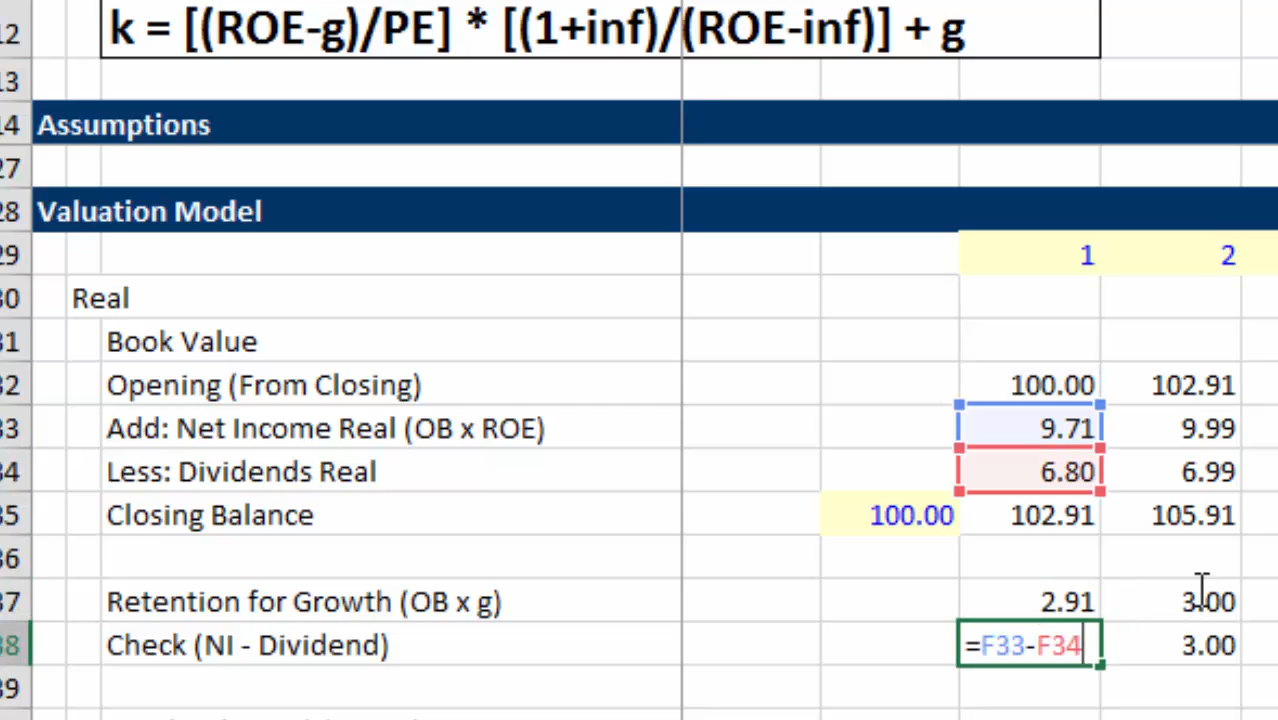 12 k = [(ROE-g)/PE] * [(1+inf)/(ROE-inf)] + g
13
14 Assumptions
27
28 Valuation Model
29 1 2
30 Real
31 Book Value
32 Opening (From Closing) 100.00 102.91
33 Add: Net Income Real (OB x ROE) 9.71 9.99
34 Less: Dividends Real 6.80 6.99
35 Closing Balance 100.00 102.91 105.91
36
37 Retention for Growth (OB x g) 2.91 3.00
38 Check (NI - Dividend) =F33-F34 3.00
39